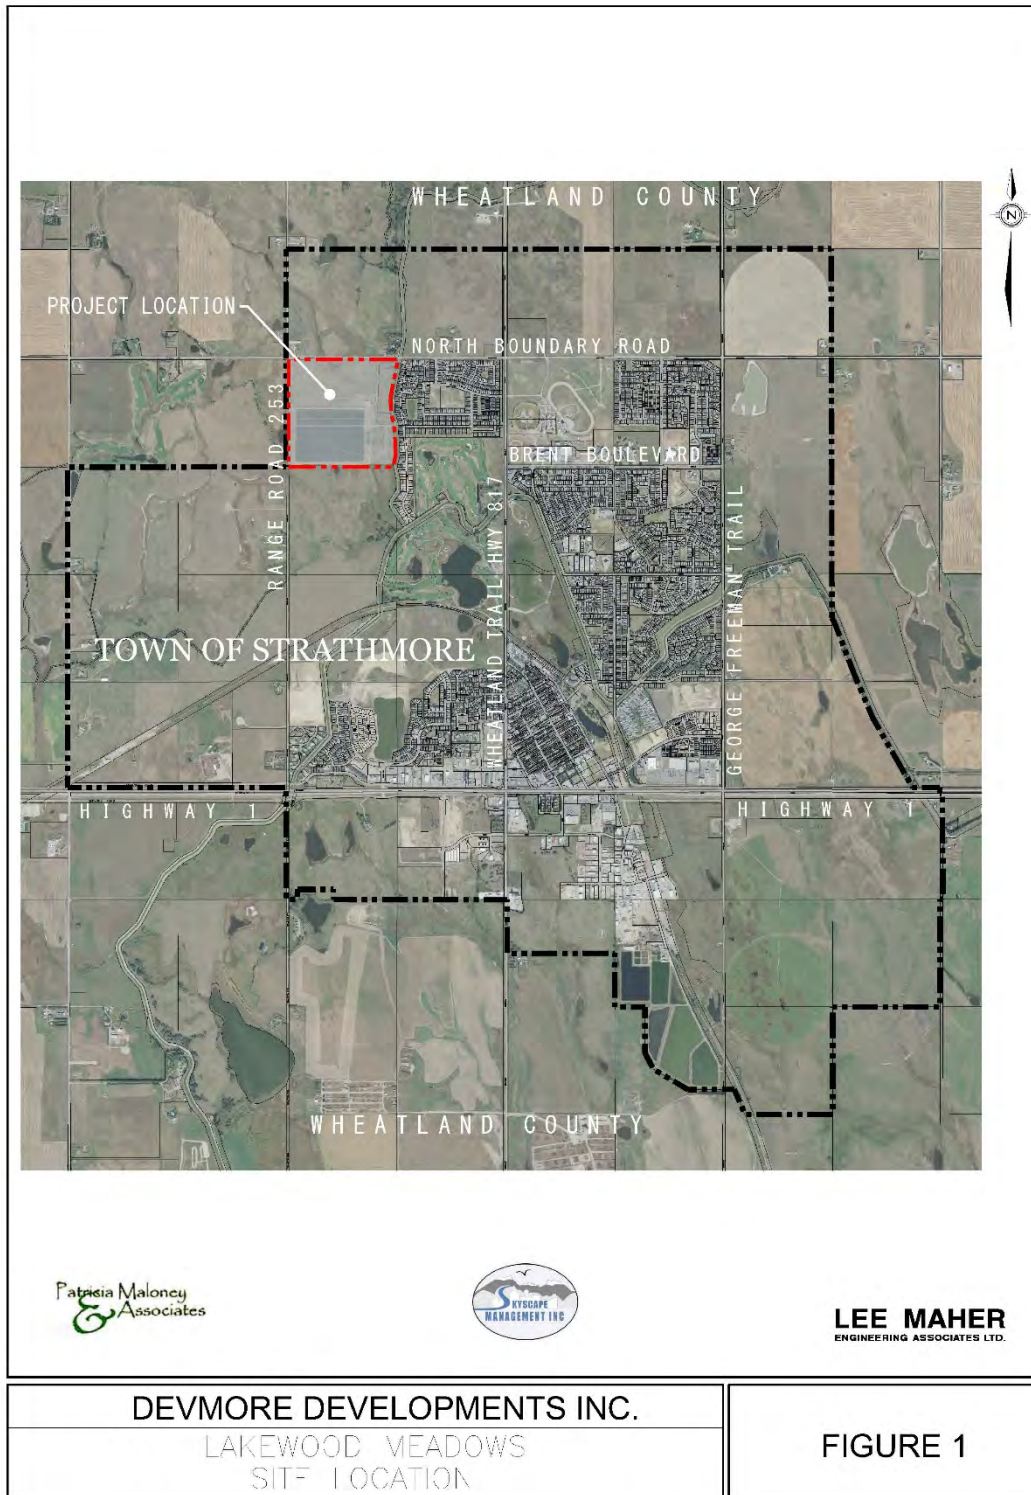 WHEATLAND COUNTY
N
PROJECT LOCATION
NORTH BOUNDARY ROAD
RANGE ROAD 253
BRENT BOULEVARD
WHEATLAND TRAIL HWY 817
GEORGE FREEMAN TRAIL
TOWN OF STRATHMORE
HIGHWAY 1
HIGHWAY 1
WHEATLAND COUNTY
Patricia Maloney
& Associates
SKYSCAPE
MANAGEMENT INC
LEE MAHER
ENGINEERING ASSOCIATES LTD.
DEVMORE DEVELOPMENTS INC.
LAKEWOOD MEADOWS
SITE LOCATION
FIGURE 1